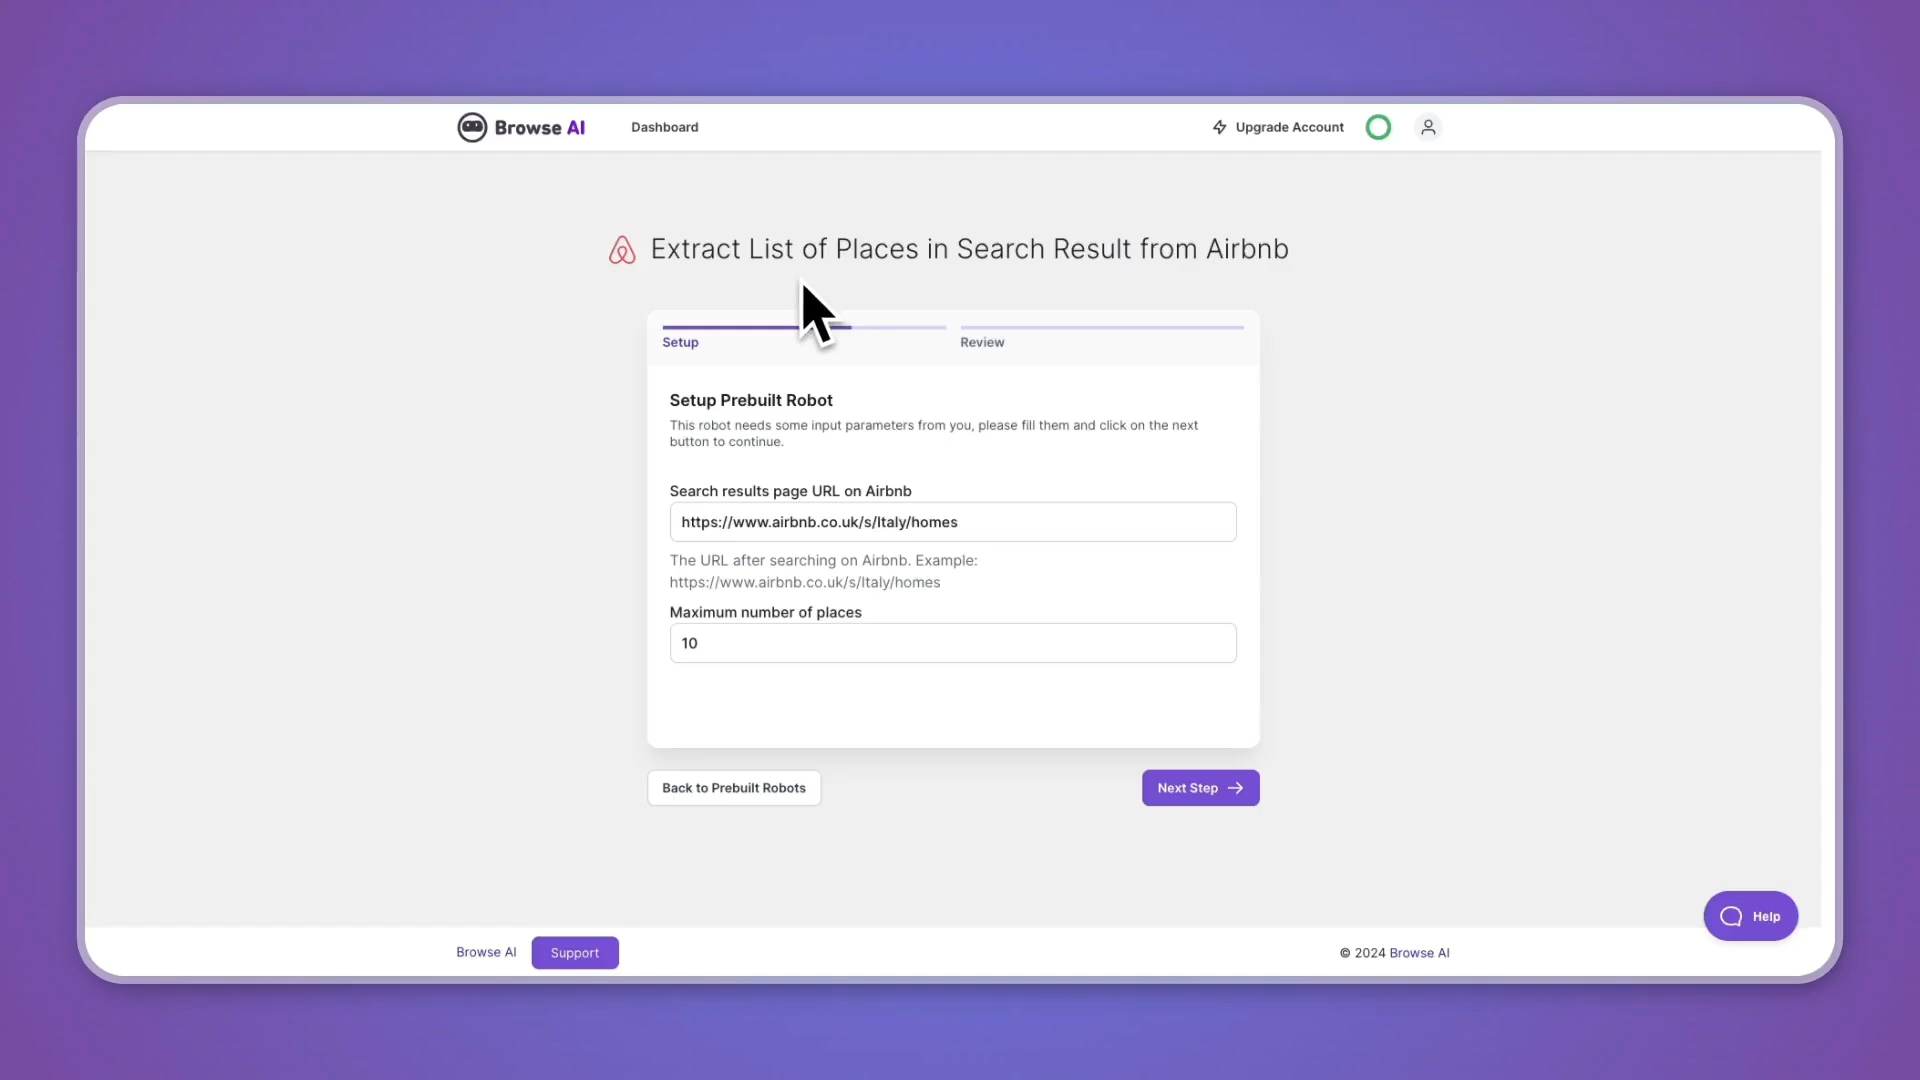 Browse AI
Dashboard
Upgrade Account
Extract List of Places in Search Result from Airbnb
Setup
Review
Setup Prebuilt Robot
This robot needs some input parameters from you, please fill them and click on the next
button to continue.
Search results page URL on Airbnb
https://www.airbnb.co.uk/s/Italy/homes
The URL after searching on Airbnb. Example:
https://www.airbnb.co.uk/s/Italy/homes
Maximum number of places
10
Back to Prebuilt Robots
Next Step
Help
Browse AI
Support
© 2024 Browse AI